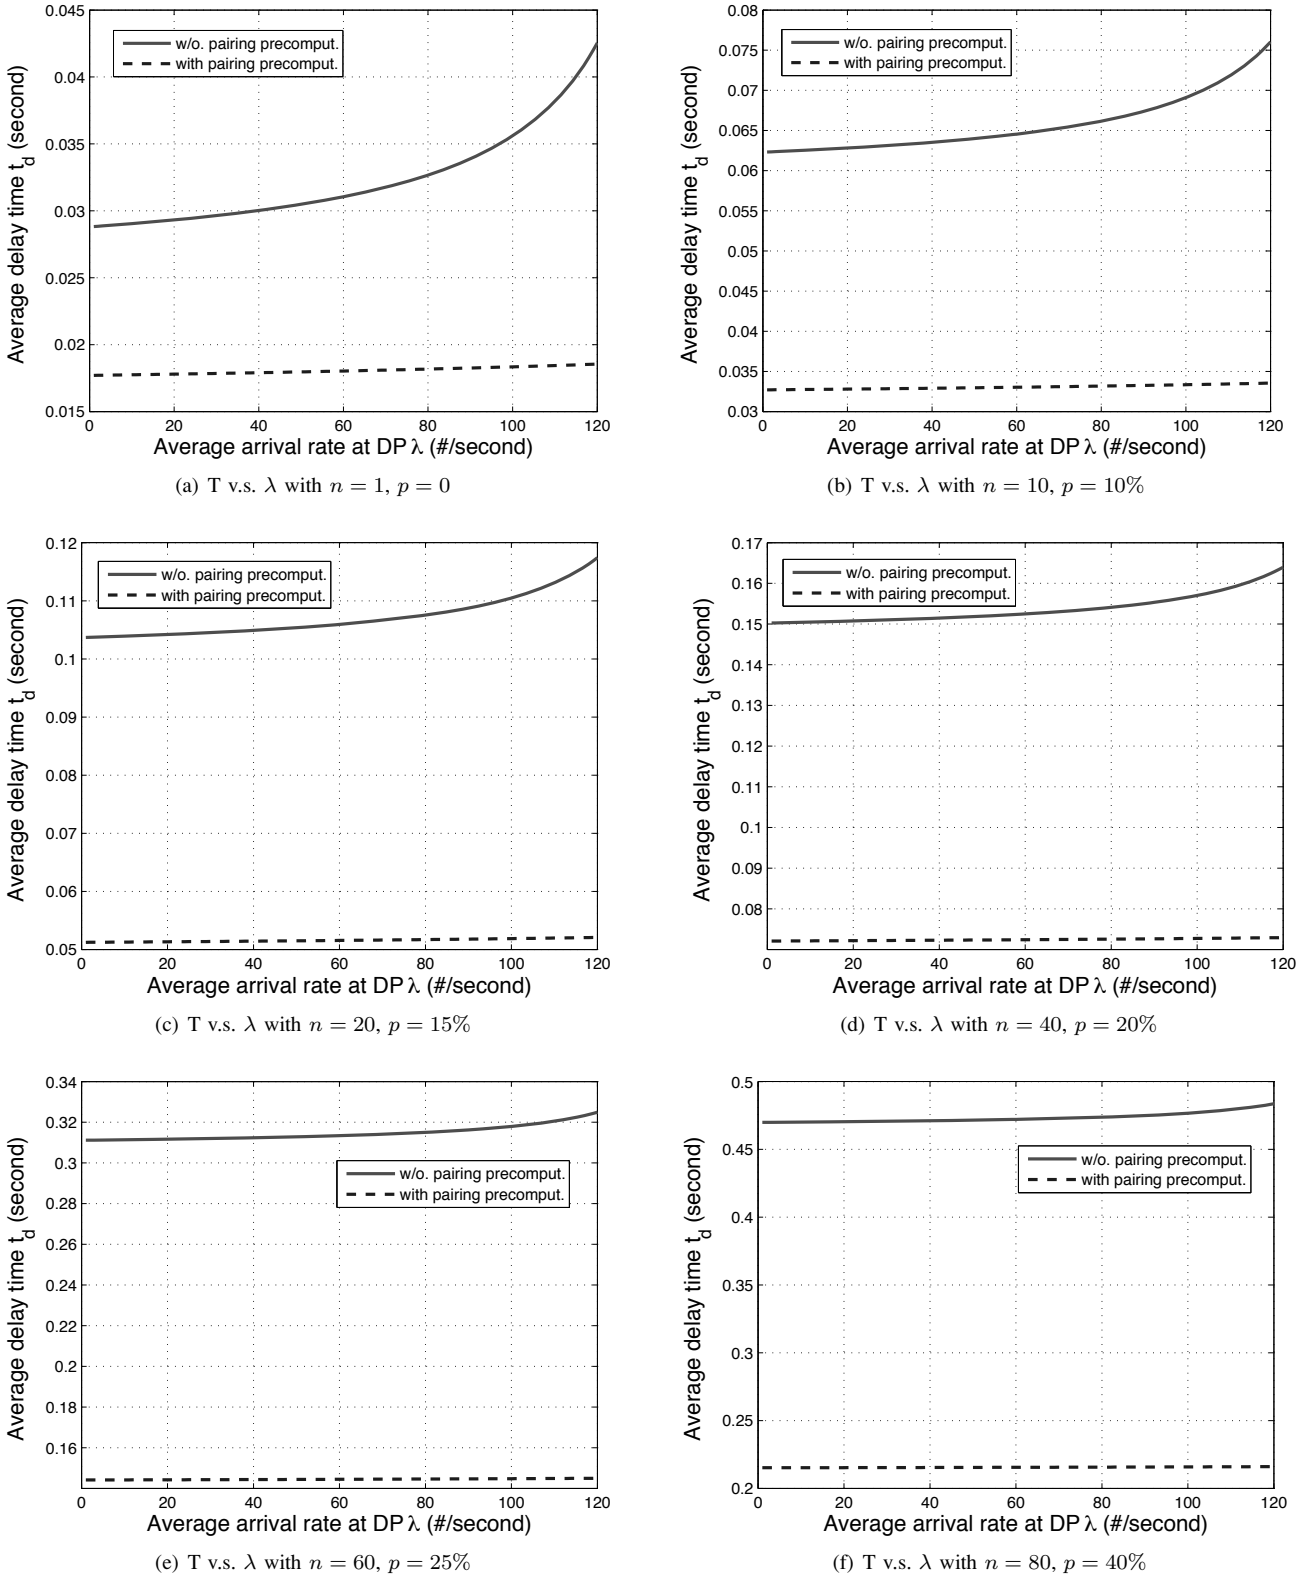 0.045
0.04
0.035
0.03
0.025
0.02
0.015
w/o. pairing precomput.
with pairing precomput.
0 20 40 60 80 100 120
Average delay time t_d (second)
Average arrival rate at DP λ (#/second)
(a) T v.s. λ with n = 1, p = 0
0.08
0.075
0.07
0.065
0.06
0.055
0.05
0.045
0.04
0.035
0.03
w/o. pairing precomput.
with pairing precomput.
0 20 40 60 80 100 120
Average delay time t_d (second)
Average arrival rate at DP λ (#/second)
(b) T v.s. λ with n = 10, p = 10%
0.12
0.11
0.1
0.09
0.08
0.07
0.06
0.05
w/o. pairing precomput.
with pairing precomput.
0 20 40 60 80 100 120
Average delay time t_d (second)
Average arrival rate at DP λ (#/second)
(c) T v.s. λ with n = 20, p = 15%
0.17
0.16
0.15
0.14
0.13
0.12
0.11
0.1
0.09
0.08
w/o. pairing precomput.
with pairing precomput.
0 20 40 60 80 100 120
Average delay time t_d (second)
Average arrival rate at DP λ (#/second)
(d) T v.s. λ with n = 40, p = 20%
0.34
0.32
0.3
0.28
0.26
0.24
0.22
0.2
0.18
0.16
w/o. pairing precomput.
with pairing precomput.
0 20 40 60 80 100 120
Average delay time t_d (second)
Average arrival rate at DP λ (#/second)
(e) T v.s. λ with n = 60, p = 25%
0.5
0.45
0.4
0.35
0.3
0.25
0.2
w/o. pairing precomput.
with pairing precomput.
0 20 40 60 80 100 120
Average delay time t_d (second)
Average arrival rate at DP λ (#/second)
(f) T v.s. λ with n = 80, p = 40%